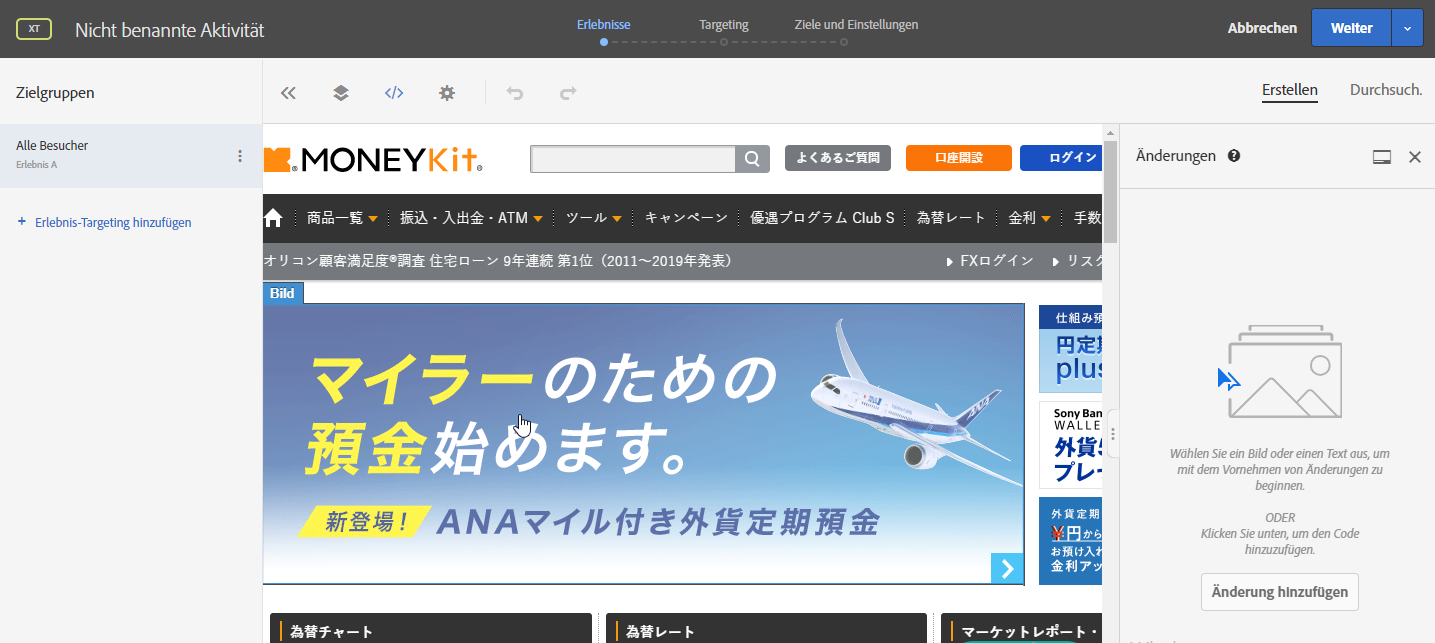 XT
Nicht benannte Aktivität
Erlebnisse
Targeting
Ziele und Einstellungen
Abbrechen
Weiter
Zielgruppen
Erstellen
Durchsuch.
Alle Besucher
Erlebnis A
+ Erlebnis-Targeting hinzufügen
MONEYKit
よくあるご質問
口座開設
ログイン
商品一覧
振込・入出金・ATM
ツール
キャンペーン
優遇プログラム Club S
為替レート
金利
手数
オリコン顧客満足度®調査 住宅ローン 9年連続 第1位（2011〜2019年発表）
FXログイン
リスク
Bild
マイラーのための
預金始めます。
新登場！
ANAマイル付き外貨定期預金
ANA
仕組み預
円定期
plus
Sony Ban
WALLE
外貨
プレー
外貨定期
¥円から
お預け入れ
金利アッ
為替チャート
為替レート
マーケットレポート・
Änderungen
Wählen Sie ein Bild oder einen Text aus, um
mit dem Vornehmen von Änderungen zu
beginnen.
ODER
Klicken Sie unten, um den Code
hinzuzufügen.
Änderung hinzufügen